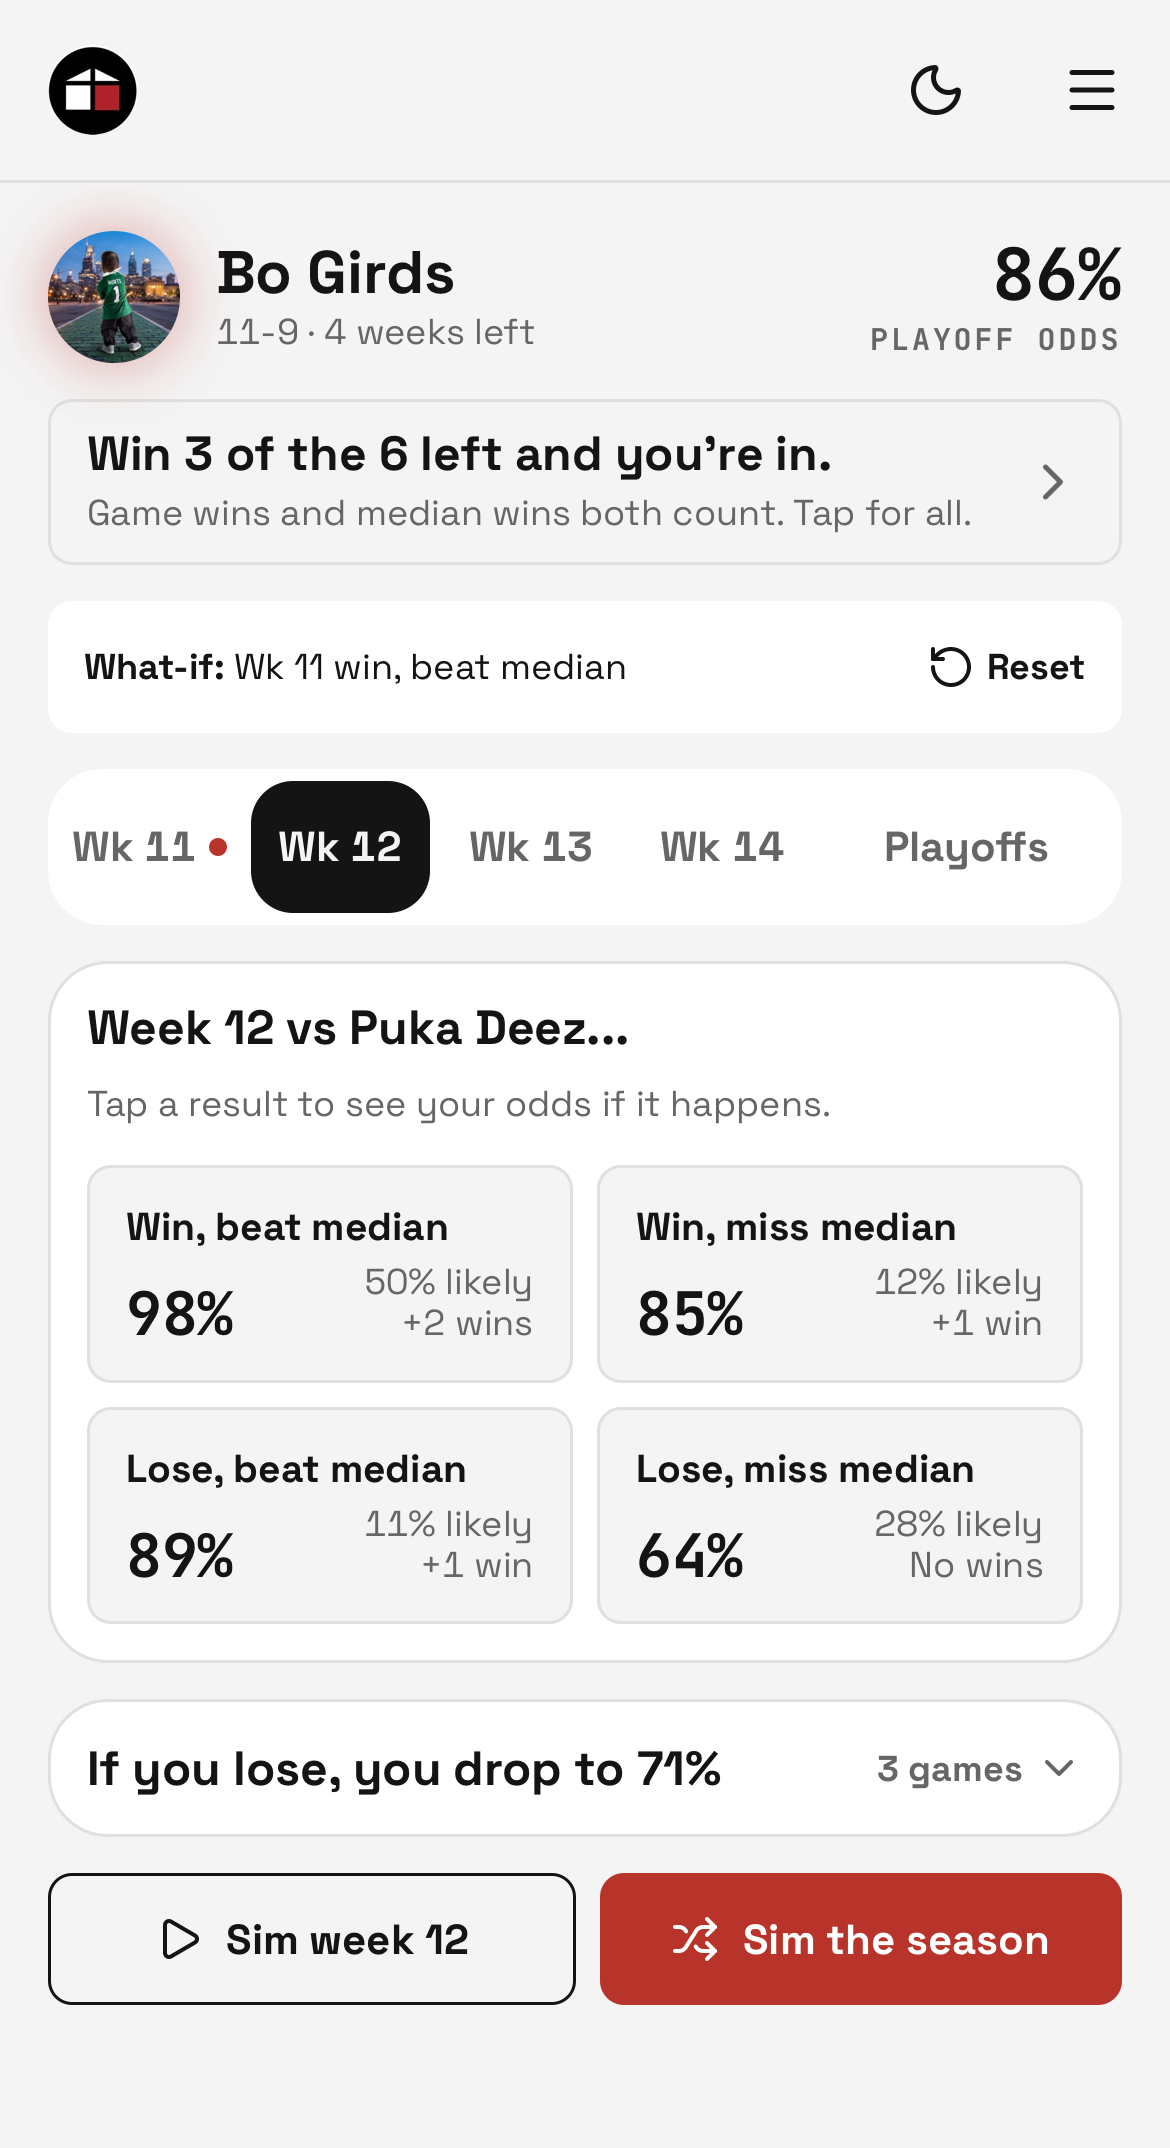 Bo Girds
11-9 · 4 weeks left
86%
PLAYOFF ODDS
Win 3 of the 6 left and you’re in.
Game wins and median wins both count. Tap for all.
What-if: Wk 11 win, beat median
Reset
Wk 11
Wk 12
Wk 13
Wk 14
Playoffs
Week 12 vs Puka Deez...
Tap a result to see your odds if it happens.
Win, beat median
98%
50% likely
+2 wins
Win, miss median
85%
12% likely
+1 win
Lose, beat median
89%
11% likely
+1 win
Lose, miss median
64%
28% likely
No wins
If you lose, you drop to 71%
3 games
Sim week 12
Sim the season